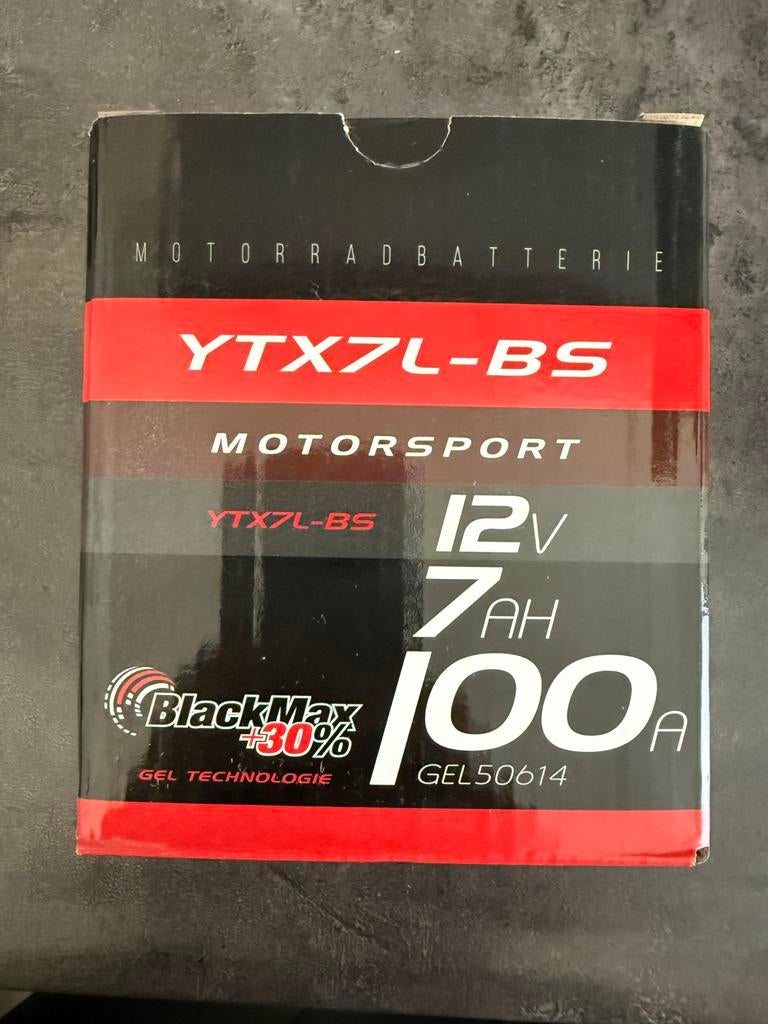 MOTORRADBATTERIE
YTX7L-BS
MOTORSPORT
YTX7L-BS
12V
7AH
100A
BlackMax
+30%
GEL TECHNOLOGIE
GEL50614